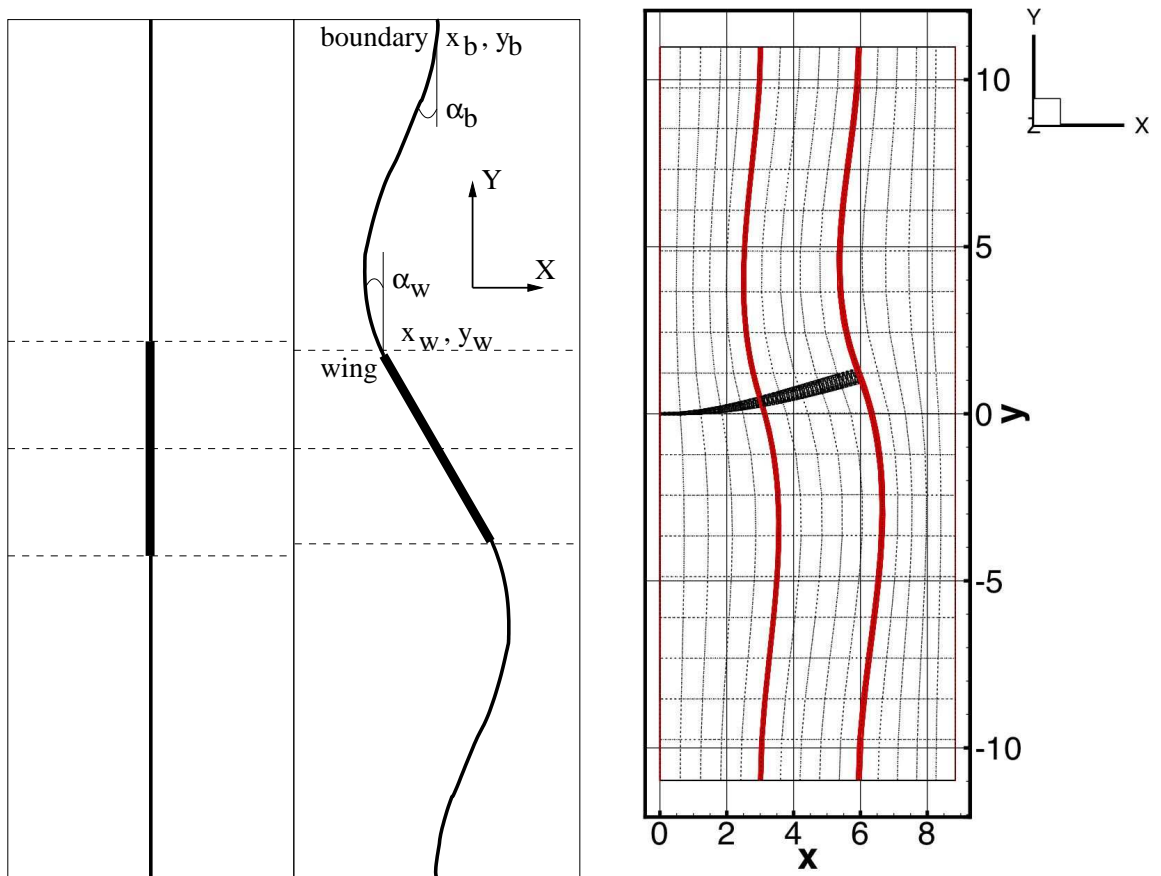 boundary x_b , y_b
α_b
Y
X
α_w
x_w , y_w
wing
Y
Z X
10
5
0
-5
-10
y
0 2 4 6 8
x